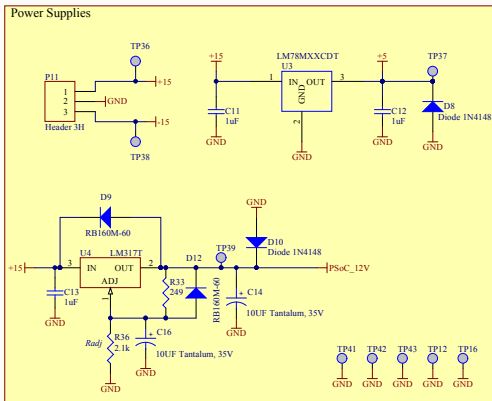 Power Supplies
TP36
P11
1
2
3
Header 3H
+15
GND
-15
TP38
+15
LM78MXXCDT
U3
1
IN OUT
3
GND
2
GND
C11
1uF
GND
+5
TP37
C12
1uF
GND
D8
Diode 1N4148
GND
D9
RB160M-60
U4
LM317T
+15
3
IN OUT
2
ADJ
1
C13
1uF
GND
R33
249
D12
RB160M-60
TP39
GND
D10
Diode 1N4148
PSoC_12V
+
C14
10UF Tantalum, 35V
GND
Radj
R36
2.1k
GND
+
C16
10UF Tantalum, 35V
GND
TP41 TP42 TP43 TP12 TP16
GND GND GND GND GND